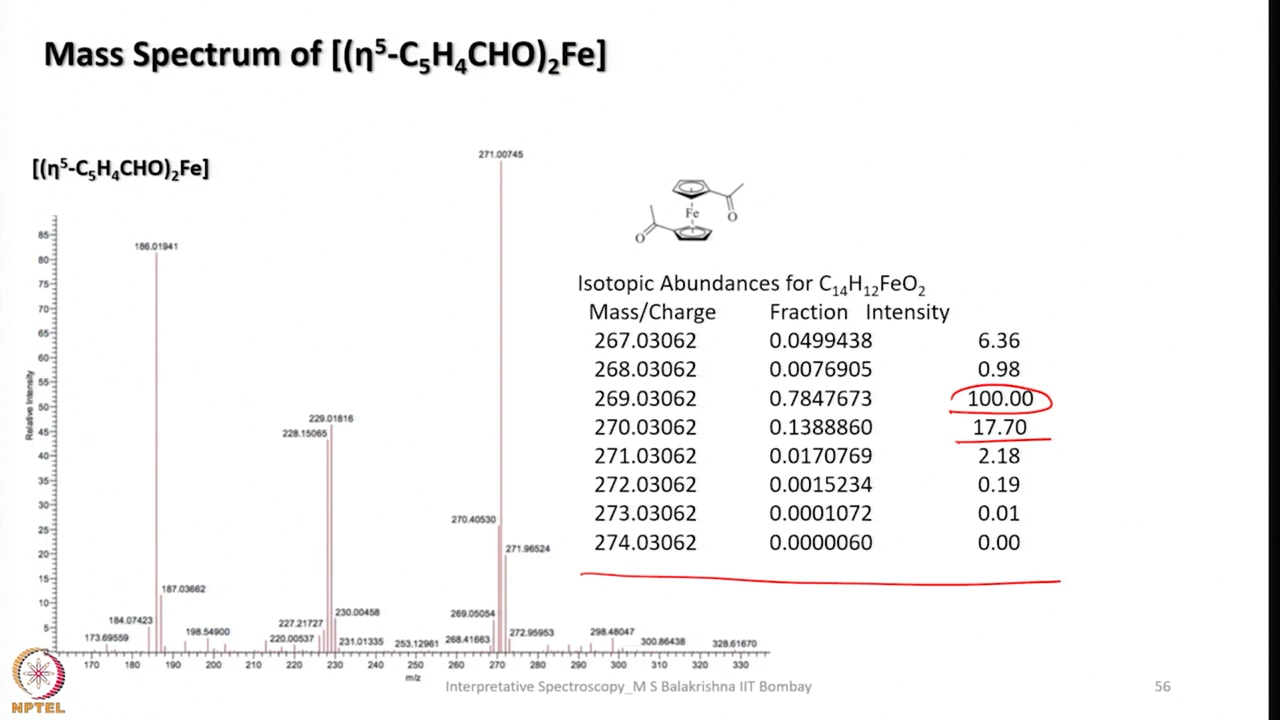 Mass Spectrum of [(η⁵-C₅H₄CHO)₂Fe]
[(η⁵-C₅H₄CHO)₂Fe]
271.00745
186.01941
229.01816
228.15065
270.40530
271.96524
187.03662
184.07423
173.69559
198.54900
227.21727
220.00537
230.00458
231.01335
253.12961
269.05054
268.41663
272.95953
298.48047
300.86438
328.61670
Relative Intensity
85
80
75
70
65
60
55
50
45
40
35
30
25
20
15
10
5
170 180 190 200 210 220 230 240 250 260 270 280 290 300 310 320 330
m/z
Fe
O
O
Isotopic Abundances for C₁₄H₁₂FeO₂
Mass/Charge Fraction Intensity
267.03062 0.0499438 6.36
268.03062 0.0076905 0.98
269.03062 0.7847673 100.00
270.03062 0.1388860 17.70
271.03062 0.0170769 2.18
272.03062 0.0015234 0.19
273.03062 0.0001072 0.01
274.03062 0.0000060 0.00
NPTEL
Interpretative Spectroscopy_M S Balakrishna IIT Bombay
56